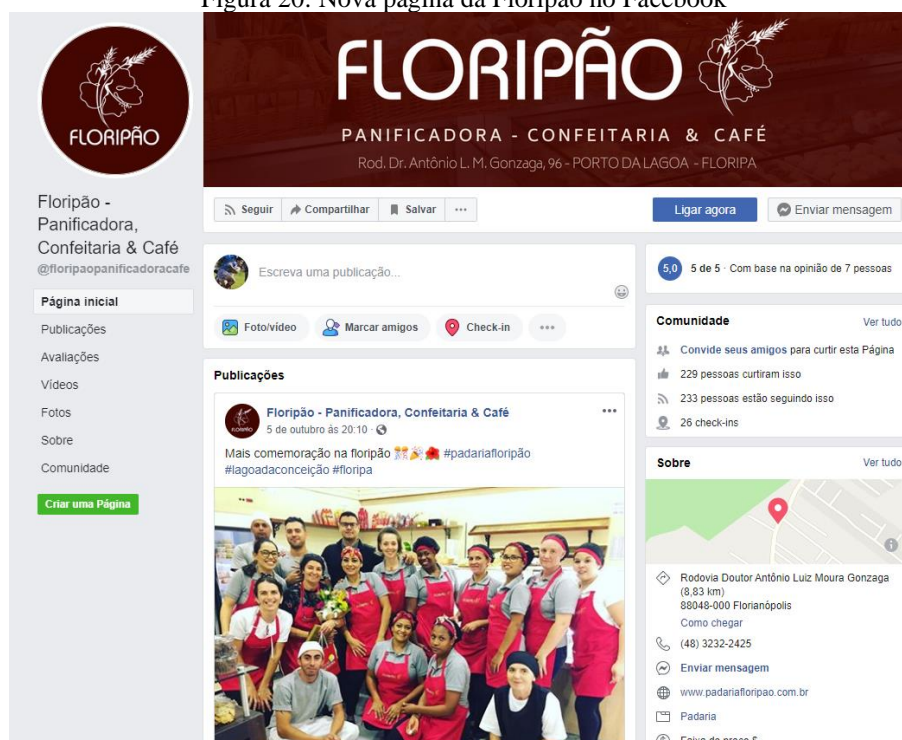 Figura 20: Nova página da Floripão no Facebook
FLORIPÃO
FLORIPÃO
PANIFICADORA - CONFEITARIA & CAFÉ
Rod. Dr. Antônio L. M. Gonzaga, 96 - PORTO DA LAGOA - FLORIPA
Floripão -
Panificadora,
Confeitaria & Café
@floripaopanificadoracafe
Página inicial
Publicações
Avaliações
Vídeos
Fotos
Sobre
Comunidade
Criar uma Página
Seguir Compartilhar Salvar ...
Ligar agora Enviar mensagem
Escreva uma publicação...
Foto/vídeo Marcar amigos Check-in ...
Publicações
Floripão - Panificadora, Confeitaria & Café ...
FLORIPÃO
5 de outubro às 20:10 ·
Mais comemoração na floripão #padariafloripão
#lagoadaconceição #floripa
5,0 5 de 5 · Com base na opinião de 7 pessoas
Comunidade Ver tudo
Convide seus amigos para curtir esta Página
229 pessoas curtiram isso
233 pessoas estão seguindo isso
26 check-ins
Sobre Ver tudo
Rodovia Doutor Antônio Luiz Moura Gonzaga
(8,83 km)
88048-000 Florianópolis
Como chegar
(48) 3232-2425
Enviar mensagem
www.padariafloripao.com.br
Padaria
Faixa de preço $